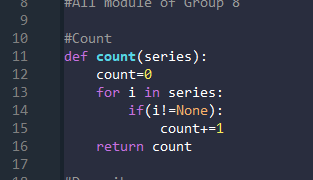 8 #All module of Group 8
9
10 #Count
11 def count(series):
12     count=0
13     for i in series:
14         if(i!=None):
15             count+=1
16     return count
17